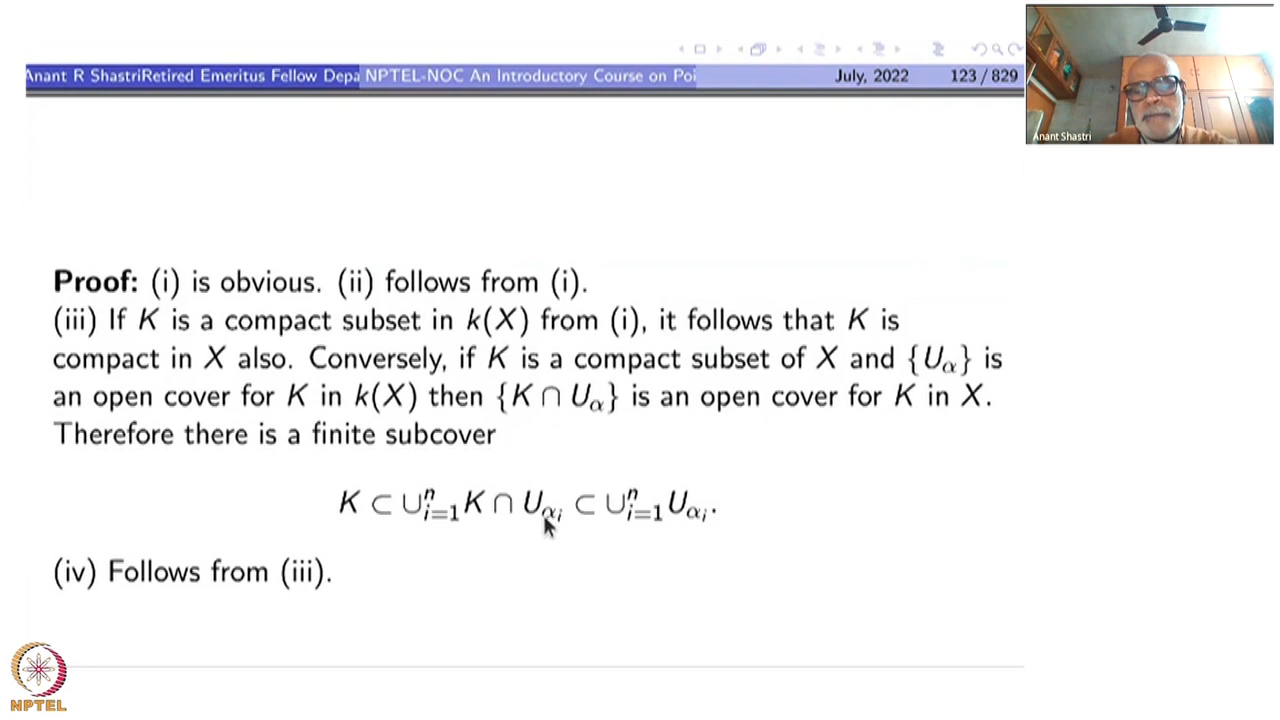 Anant R ShastriRetired Emeritus Fellow Depa NPTEL-NOC An Introductory Course on Poi July, 2022 123 / 829
Anant Shastri
Proof: (i) is obvious. (ii) follows from (i).
(iii) If K is a compact subset in k(X) from (i), it follows that K is
compact in X also. Conversely, if K is a compact subset of X and {U_α} is
an open cover for K in k(X) then {K ∩ U_α} is an open cover for K in X.
Therefore there is a finite subcover
K ⊂ ∪_{i=1}^n K ∩ U_{α_i} ⊂ ∪_{i=1}^n U_{α_i}.
(iv) Follows from (iii).
NPTEL